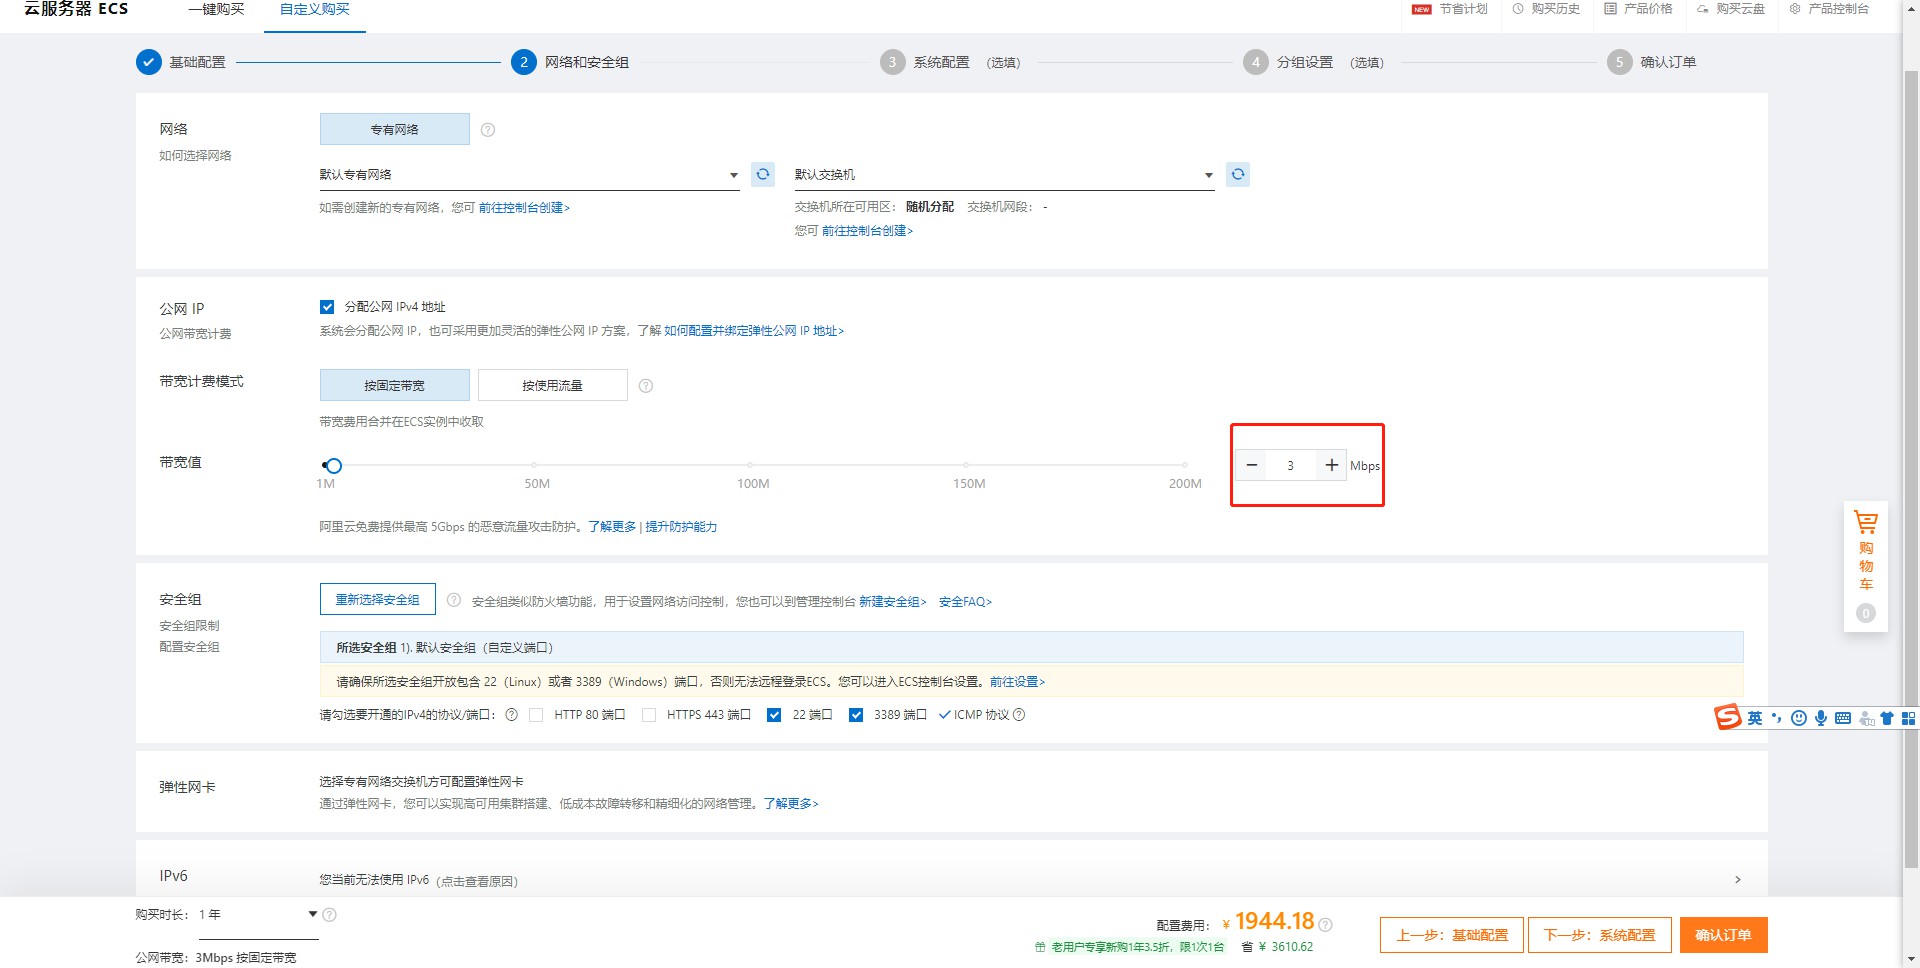 云服务器 ECS
一键购买
自定义购买
NEW 节省计划
购买历史
产品价格
购买云盘
产品控制台
基础配置
2 网络和安全组
3 系统配置 (选填)
4 分组设置 (选填)
5 确认订单
网络
如何选择网络
专有网络
默认专有网络
默认交换机
如需创建新的专有网络，您可 前往控制台创建>
交换机所在可用区： 随机分配 交换机网段： -
您可 前往控制台创建>
公网 IP
公网带宽计费
分配公网 IPv4 地址
系统会分配公网 IP，也可采用更加灵活的弹性公网 IP 方案，了解 如何配置并绑定弹性公网 IP 地址>
带宽计费模式
按固定带宽
按使用流量
带宽费用合并在ECS实例中收取
带宽值
1M
50M
100M
150M
200M
− 3 + Mbps
阿里云免费提供最高 5Gbps 的恶意流量攻击防护。了解更多 | 提升防护能力
安全组
安全组限制
配置安全组
重新选择安全组
安全组类似防火墙功能，用于设置网络访问控制，您也可以到管理控制台 新建安全组> 安全FAQ>
所选安全组 1). 默认安全组（自定义端口）
请确保所选安全组开放包含 22（Linux）或者 3389（Windows）端口，否则无法远程登录ECS。您可以进入ECS控制台设置。前往设置>
请勾选要开通的IPv4的协议/端口： HTTP 80 端口 HTTPS 443 端口 22 端口 3389 端口 ICMP 协议
弹性网卡
选择专有网络交换机方可配置弹性网卡
通过弹性网卡，您可以实现高可用集群搭建、低成本故障转移和精细化的网络管理。了解更多>
IPv6
您当前无法使用 IPv6 (点击查看原因)
购物车
0
S 英
购买时长： 1 年
公网带宽： 3Mbps 按固定带宽
配置费用： ¥ 1944.18
老用户专享新购1年3.5折，限1次1台 省 ¥ 3610.62
上一步：基础配置
下一步：系统配置
确认订单